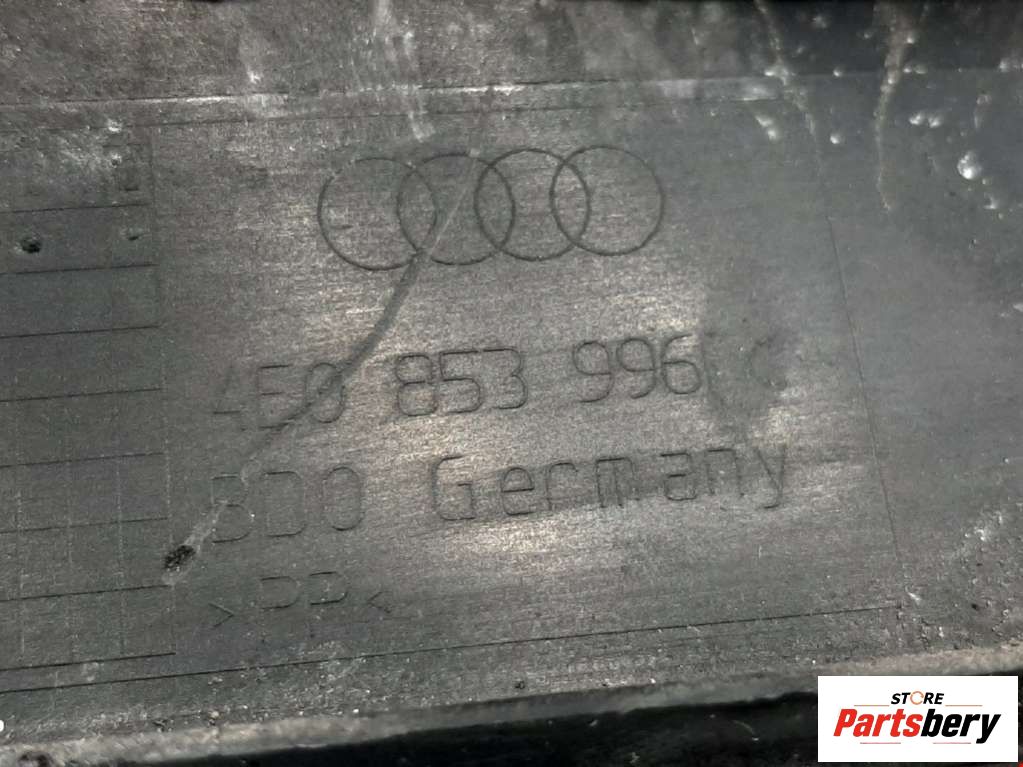 4E0 853 996
BDO Germany
>PP<
STORE
Partsbery